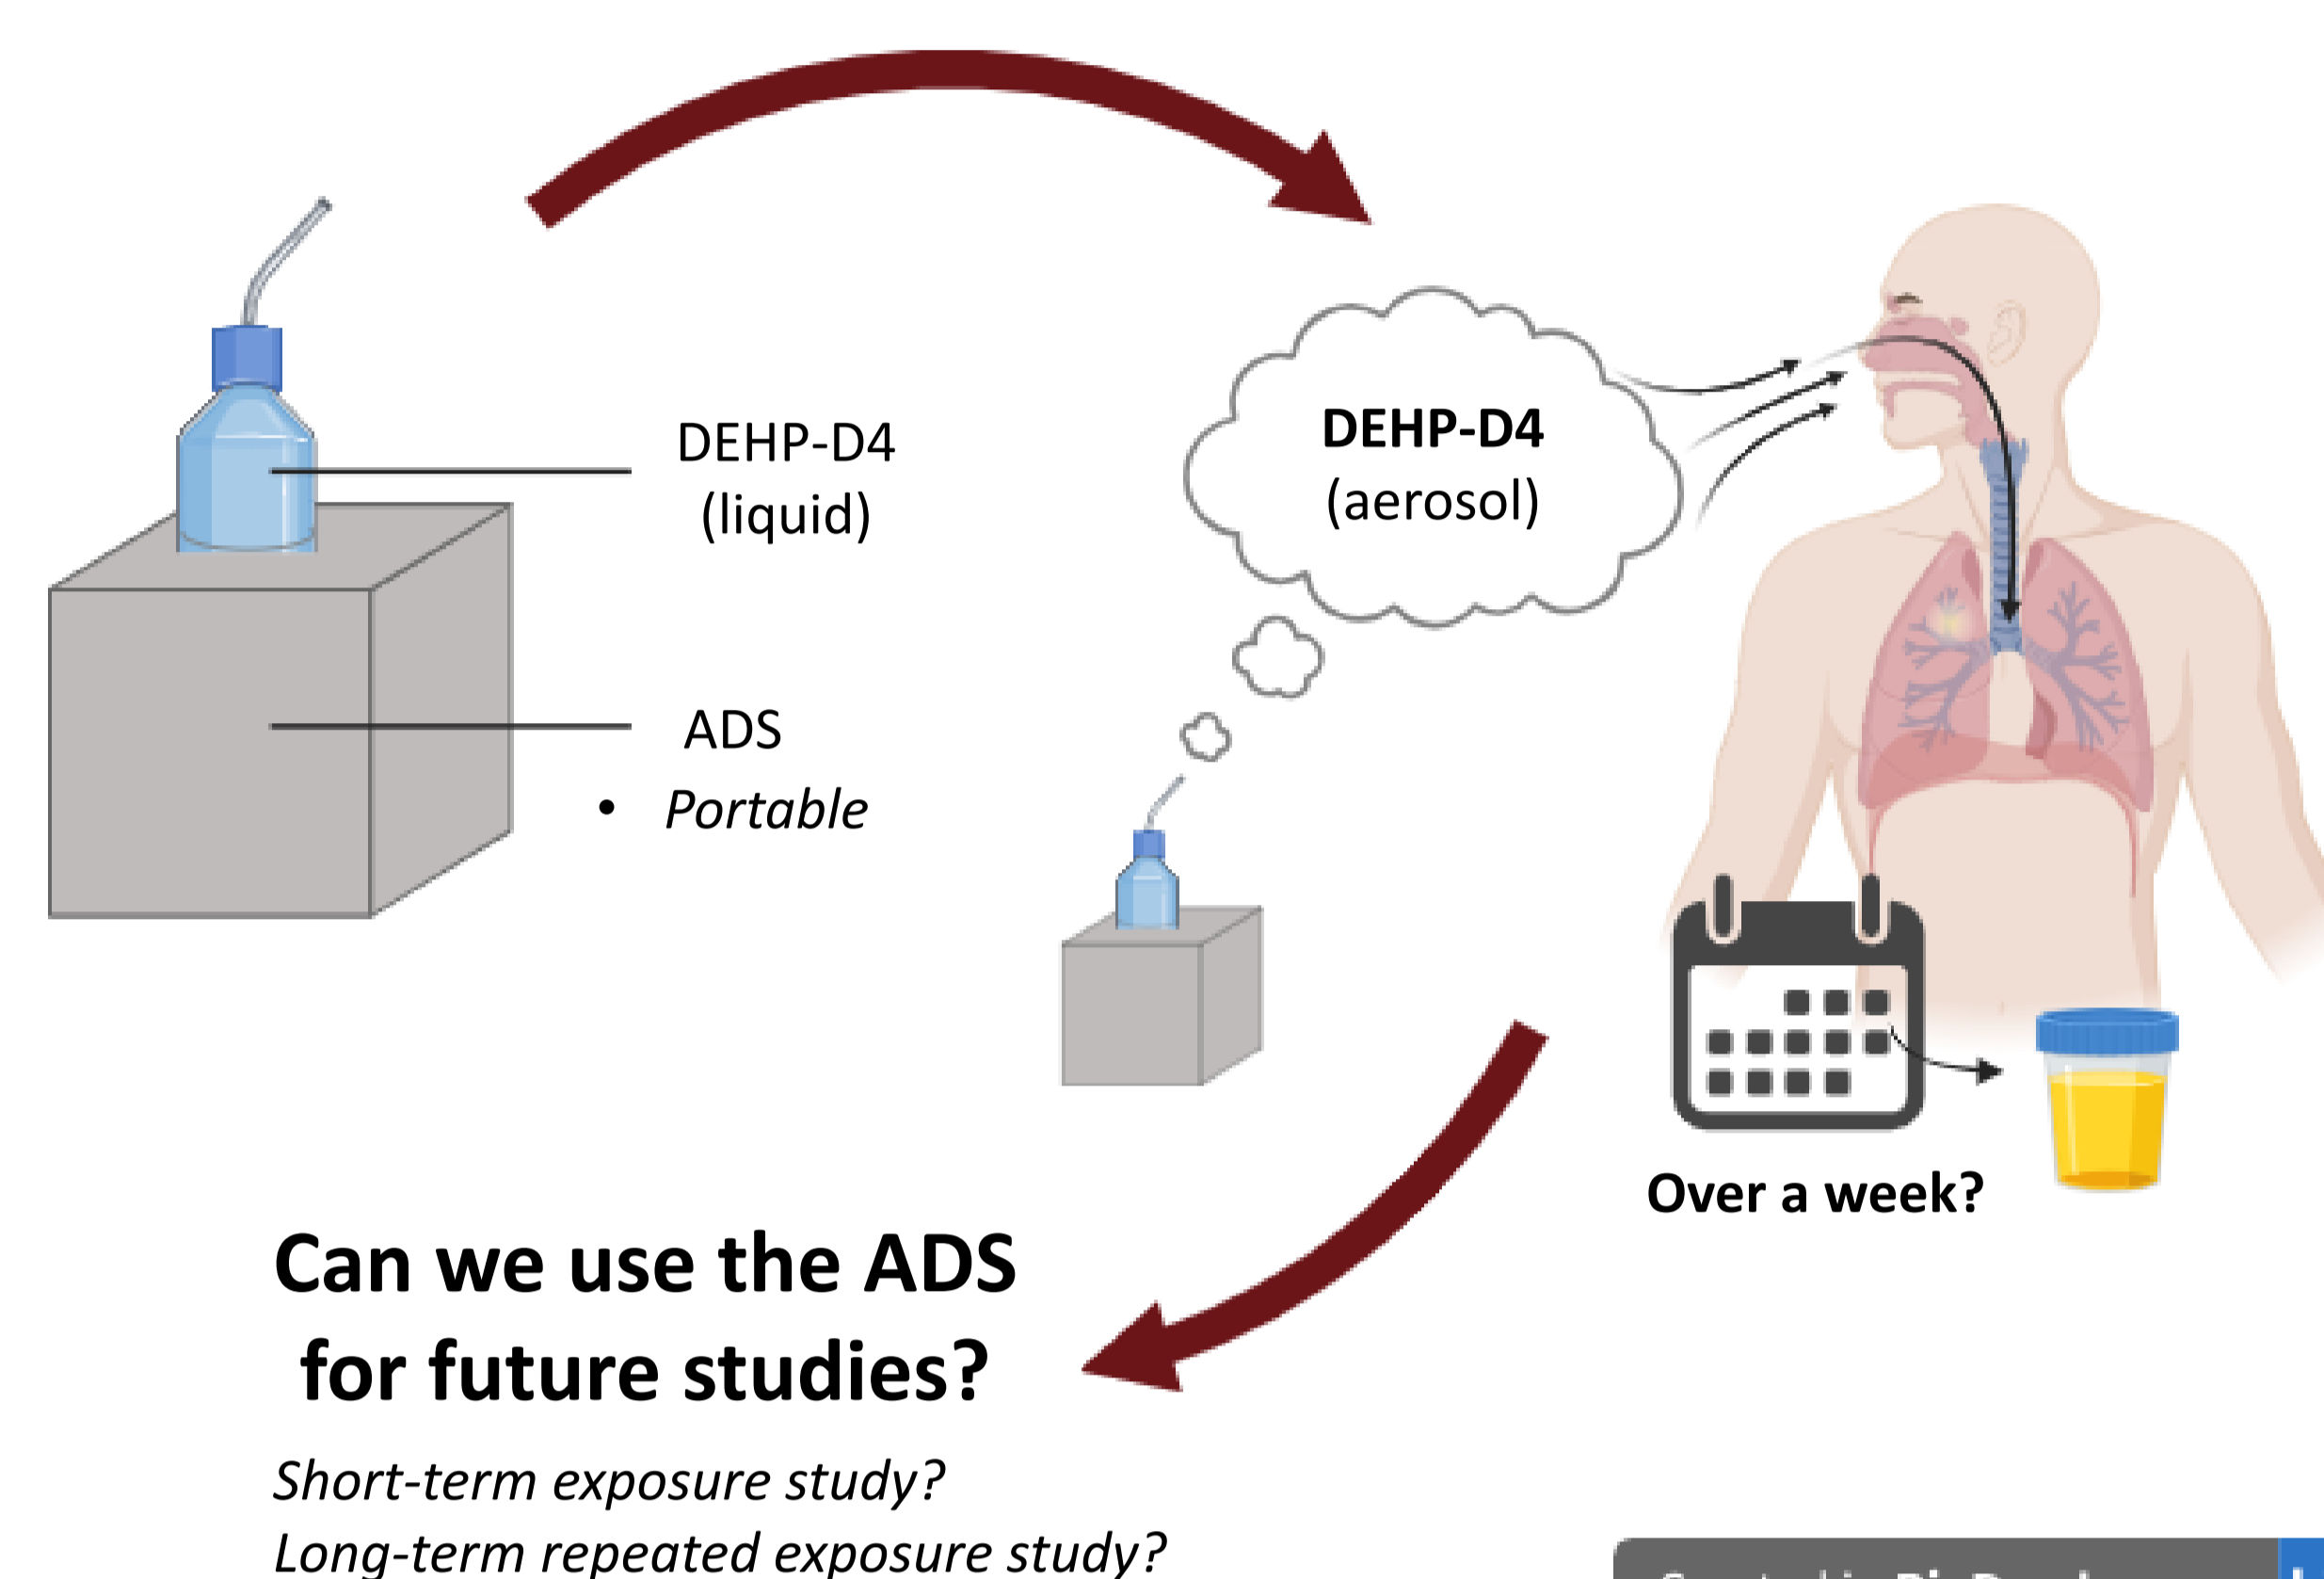 DEHP-D4
(liquid)
ADS
• Portable
DEHP-D4
(aerosol)
Over a week?
Can we use the ADS
for future studies?
Short-term exposure study?
Long-term repeated exposure study?